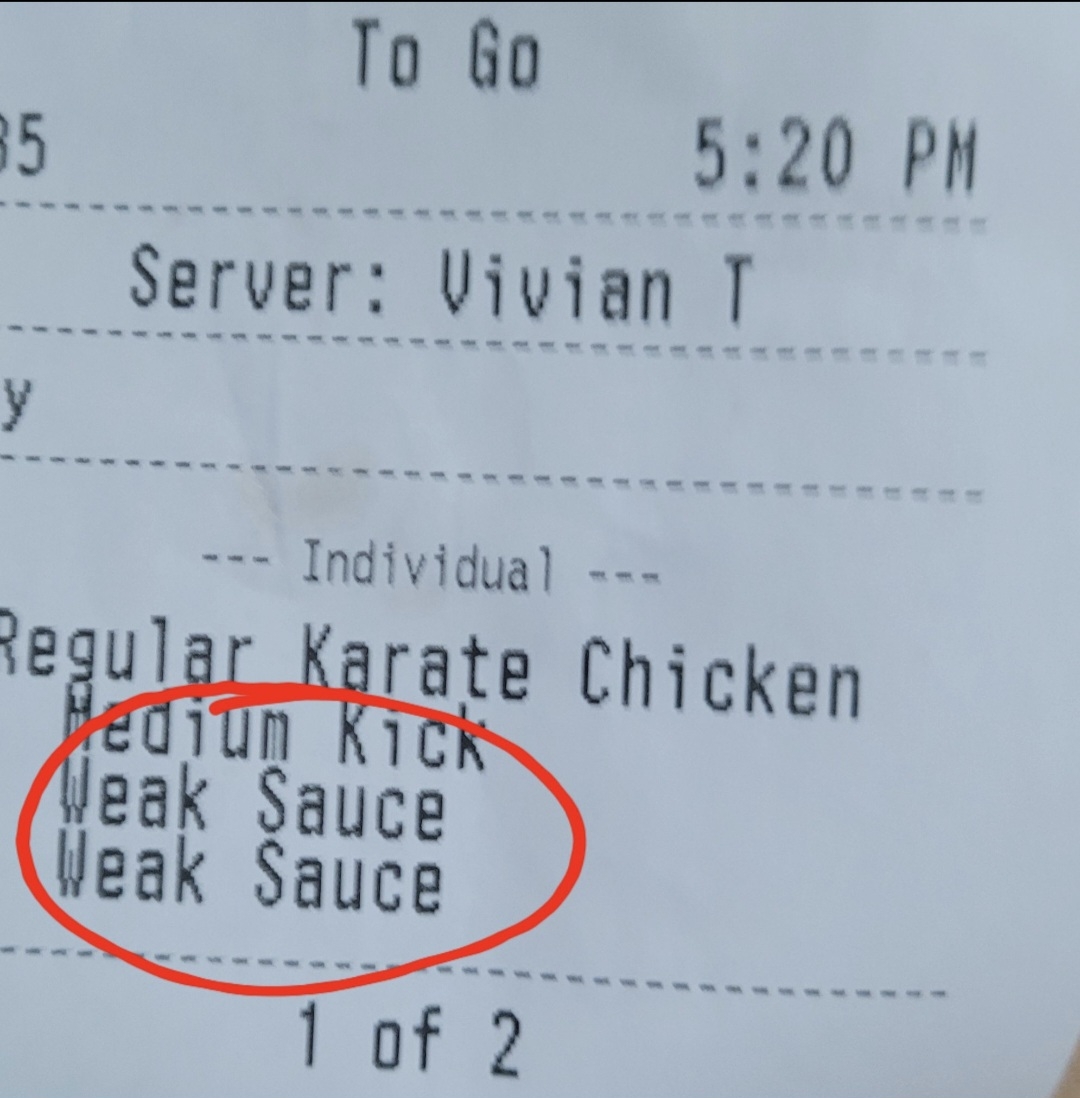 To Go
35 5:20 PM
Server: Vivian T
y
--- Individual ---
Regular Karate Chicken
Medium Kick
Weak Sauce
Weak Sauce
1 of 2